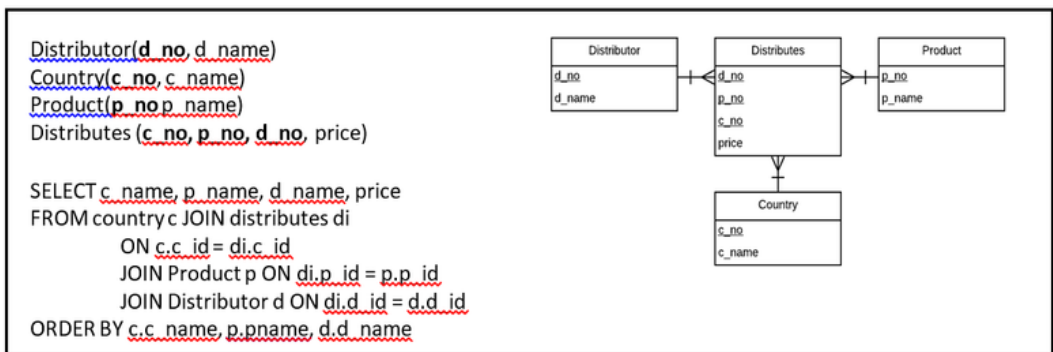 Distributor(d_no, d_name)
Country(c_no, c_name)
Product(p_no p_name)
Distributes (c_no, p_no, d_no, price)
SELECT c_name, p_name, d_name, price
FROM country c JOIN distributes di
ON c.c_id = di.c_id
JOIN Product p ON di.p_id = p.p_id
JOIN Distributor d ON di.d_id = d.d_id
ORDER BY c.c_name, p.pname, d.d_name
Distributor
d_no
d_name
Distributes
d_no
p_no
c_no
price
Product
p_no
p_name
Country
c_no
c_name